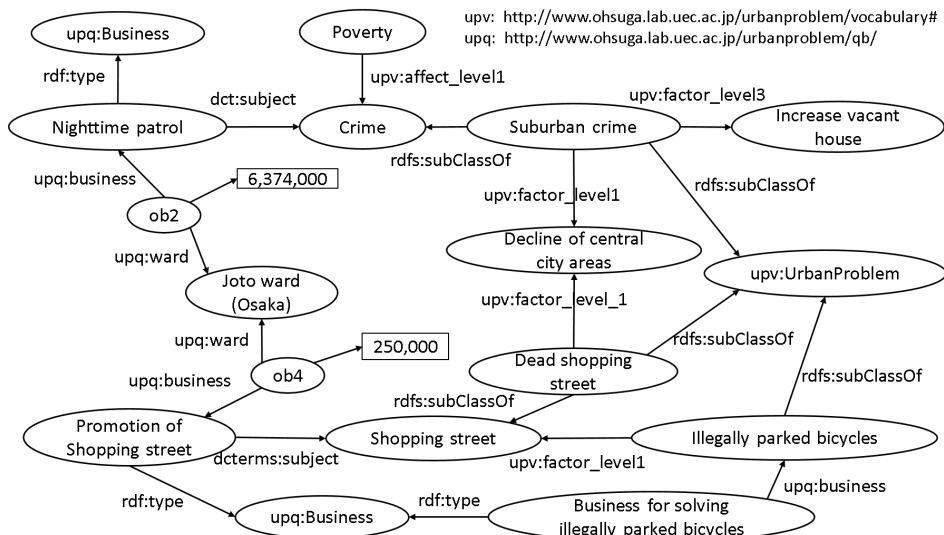 upv: http://www.ohsuga.lab.uec.ac.jp/urbanproblem/vocabulary#
upq: http://www.ohsuga.lab.uec.ac.jp/urbanproblem/qb/
upq:Business
Poverty
rdf:type
upv:affect_level1
dct:subject
upv:factor_level3
Nighttime patrol
Crime
Suburban crime
Increase vacant
house
rdfs:subClassOf
upq:business
6,374,000
upv:factor_level1
rdfs:subClassOf
ob2
Decline of central
city areas
upq:ward
upv:UrbanProblem
Joto ward
(Osaka)
upv:factor_level_1
upq:ward
250,000
rdfs:subClassOf
ob4
Dead shopping
street
upq:business
rdfs:subClassOf
rdfs:subClassOf
Promotion of
Shopping street
Shopping street
Illegally parked bicycles
dcterms:subject
upv:factor_level1
upq:business
rdf:type
rdf:type
upq:Business
Business for solving
illegally parked bicycles